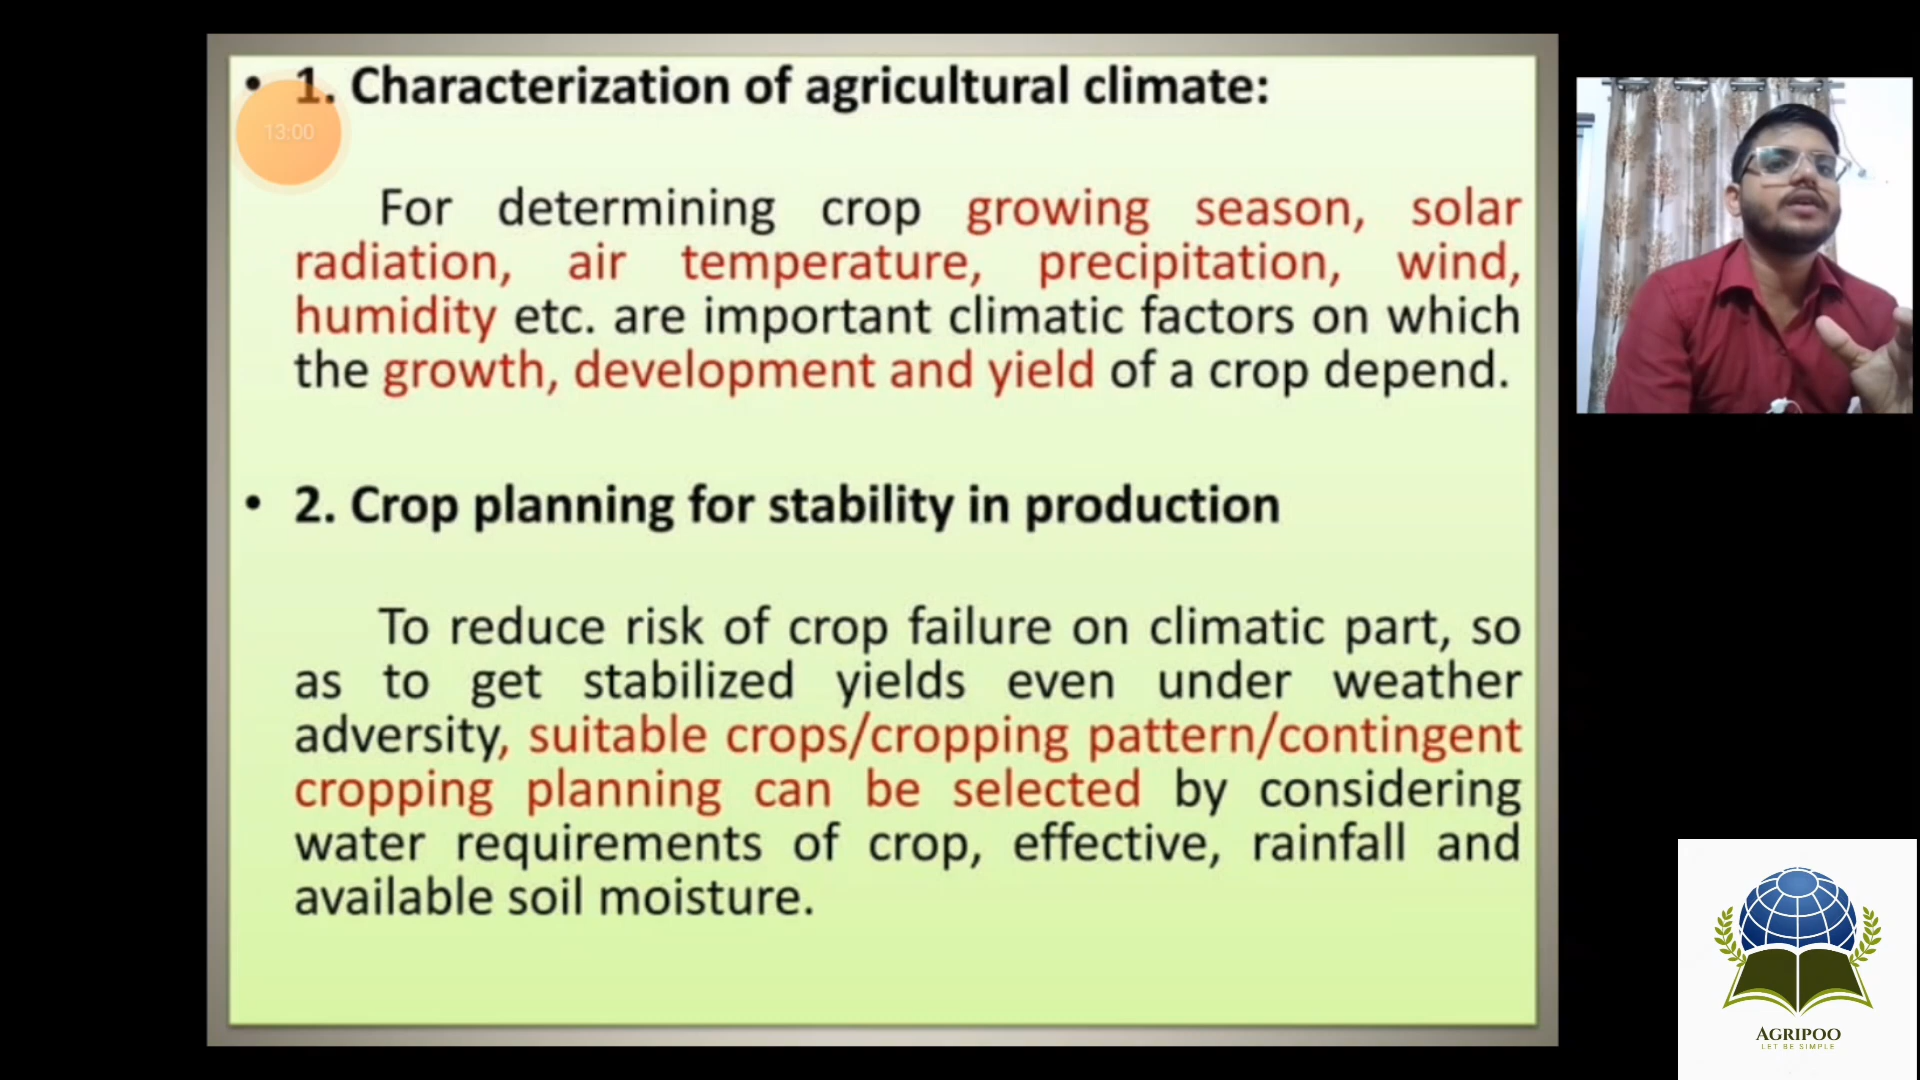 • 1. Characterization of agricultural climate:
13:00
For determining crop growing season, solar
radiation, air temperature, precipitation, wind,
humidity etc. are important climatic factors on which
the growth, development and yield of a crop depend.
• 2. Crop planning for stability in production
To reduce risk of crop failure on climatic part, so
as to get stabilized yields even under weather
adversity, suitable crops/cropping pattern/contingent
cropping planning can be selected by considering
water requirements of crop, effective, rainfall and
available soil moisture.
AGRIPOO
LET BE SIMPLE